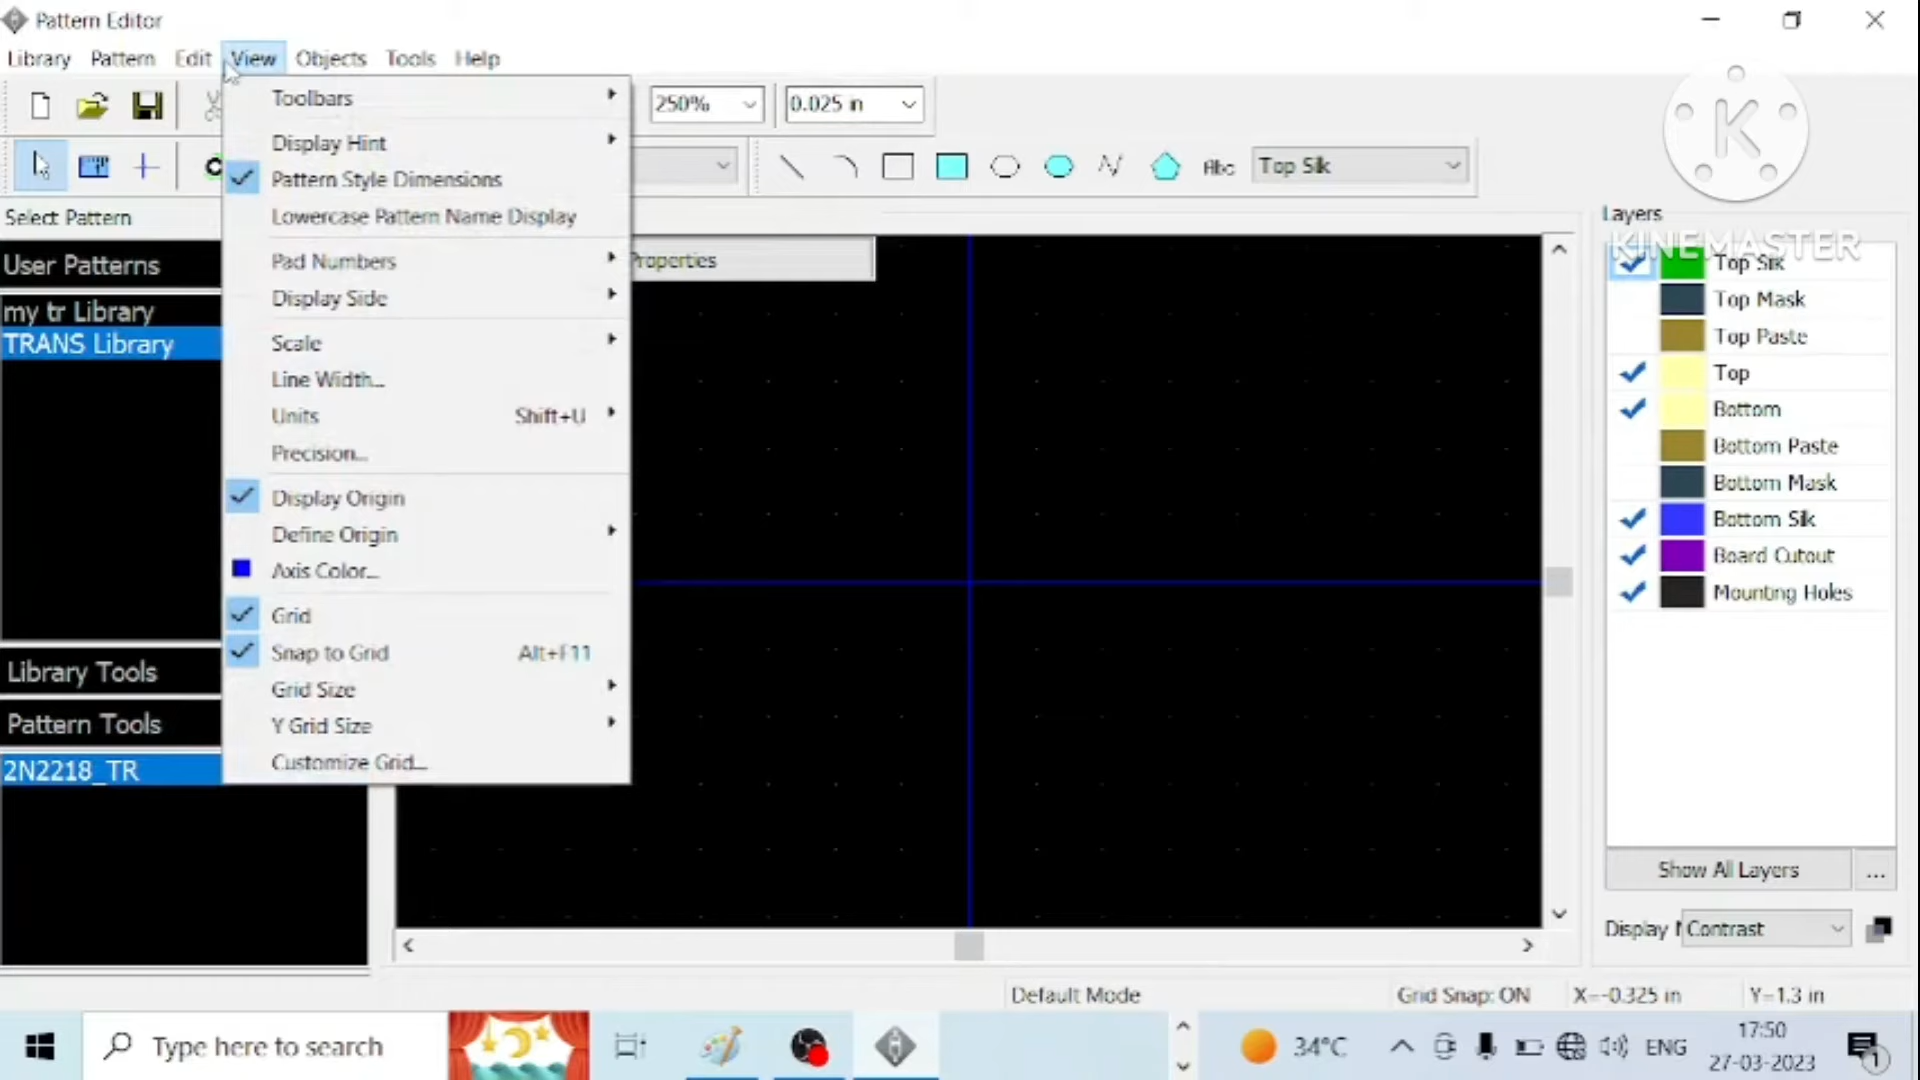 Pattern Editor
Library Pattern Edit View Objects Tools Help
250% 0.025 in
Abc Top Silk
Select Pattern
User Patterns
my tr Library
TRANS Library
Library Tools
Pattern Tools
2N2218_TR
Toolbars
Display Hint
Pattern Style Dimensions
Lowercase Pattern Name Display
Pad Numbers
Display Side
Scale
Line Width...
Units Shift+U
Precision...
Display Origin
Define Origin
Axis Color...
Grid
Snap to Grid Alt+F11
Grid Size
Y Grid Size
Customize Grid...
Properties
K
KINEMASTER
Layers
Top Silk
Top Mask
Top Paste
Top
Bottom
Bottom Paste
Bottom Mask
Bottom Silk
Board Cutout
Mounting Holes
Show All Layers ...
Display Contrast
Default Mode Grid Snap: ON X=-0.325 in Y=1.3 in
Type here to search
34°C ENG 17:50
27-03-2023
1